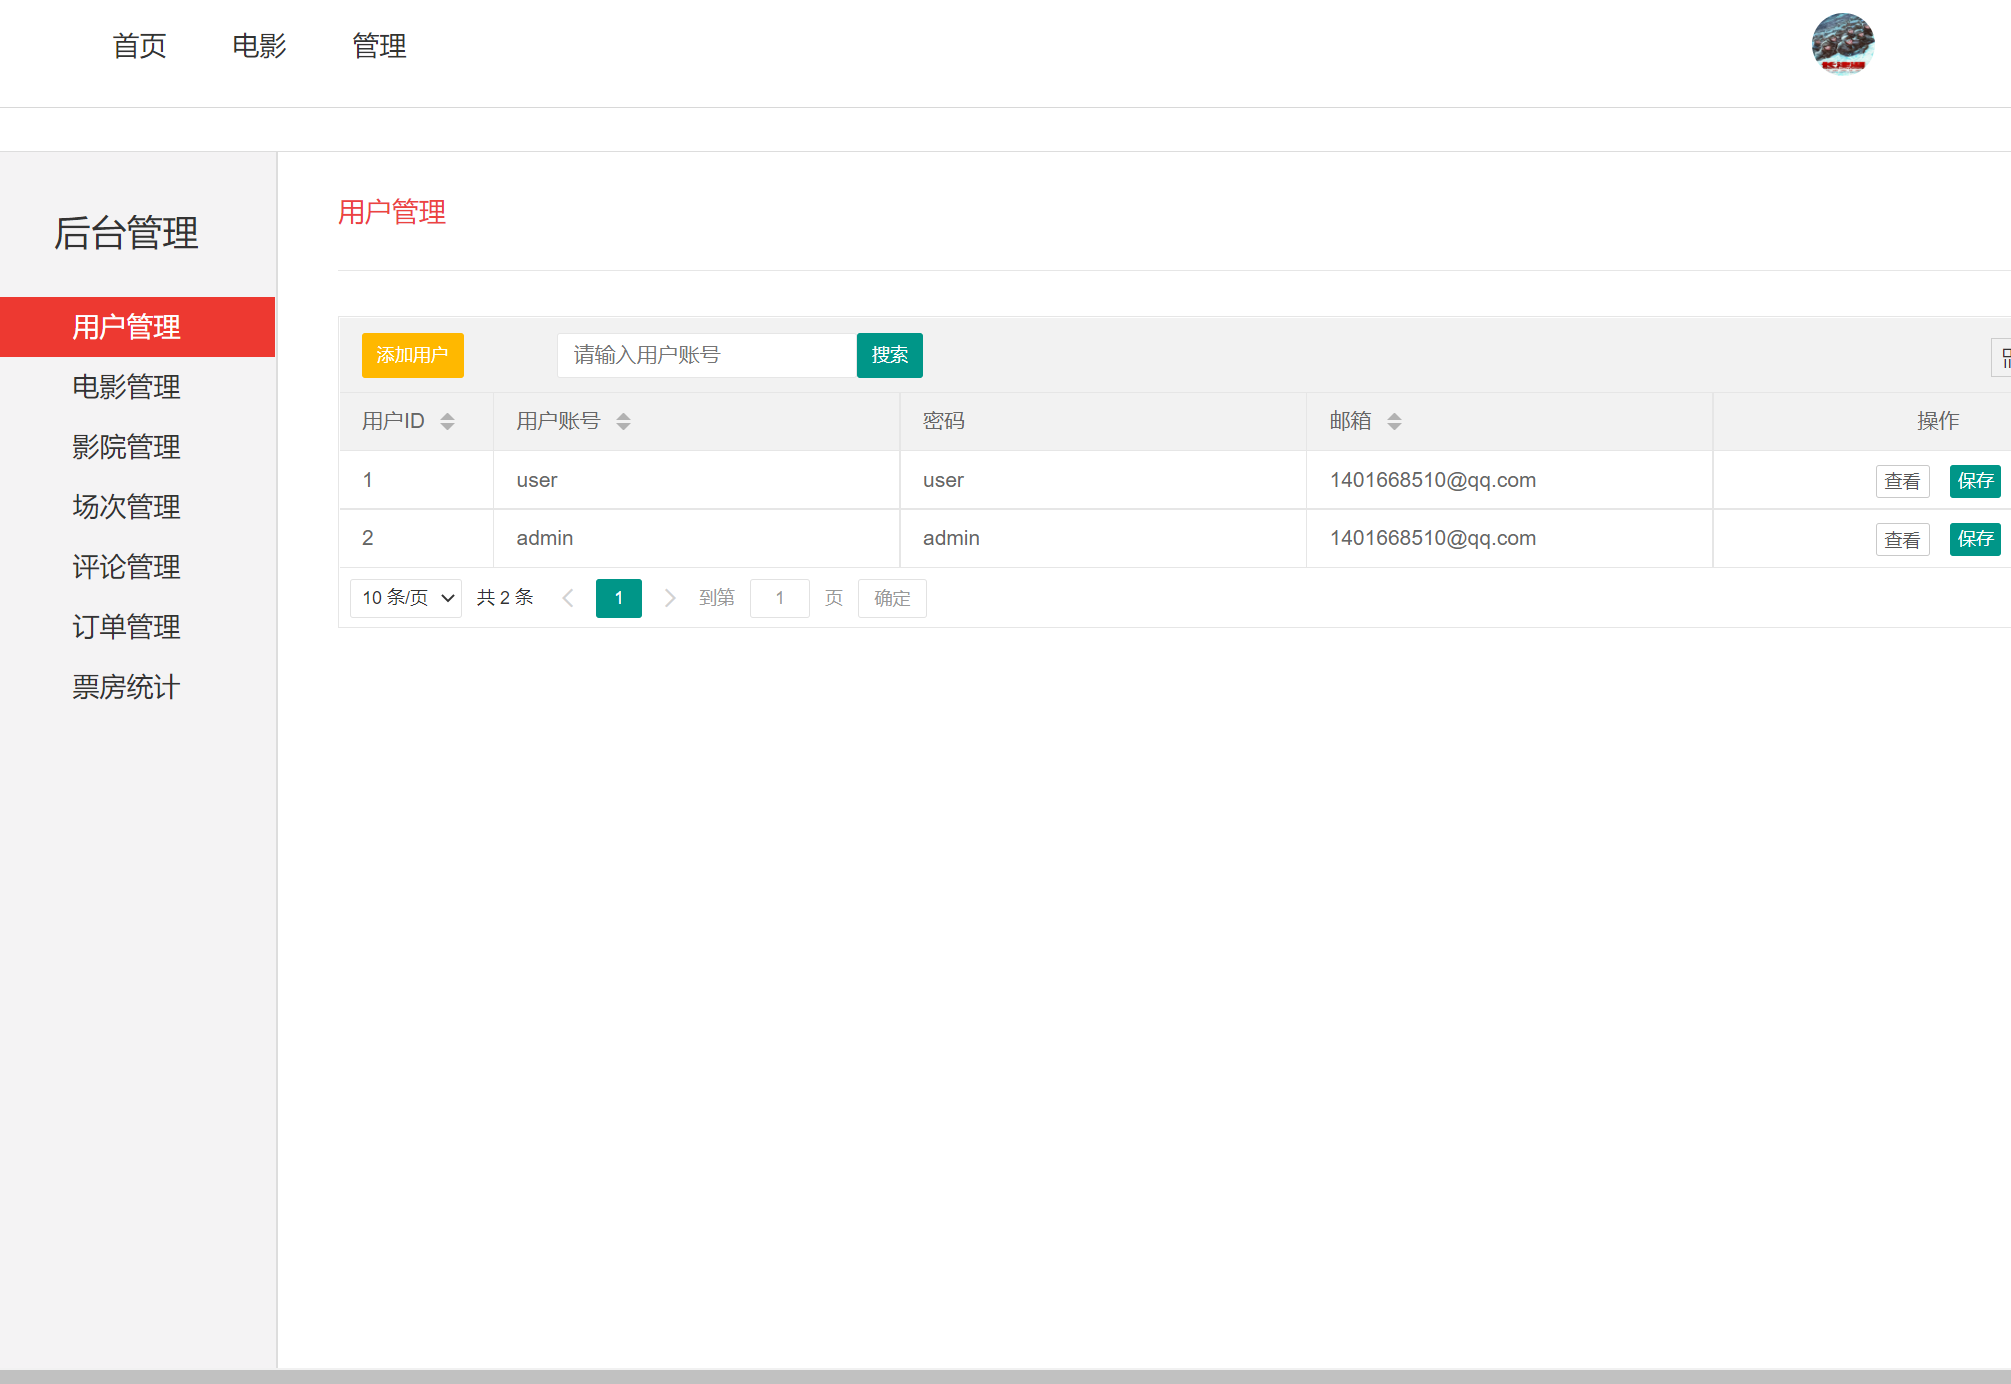 首页 电影 管理
后台管理
用户管理
电影管理
影院管理
场次管理
评论管理
订单管理
票房统计
用户管理
添加用户 请输入用户账号 搜索
用户ID 用户账号 密码 邮箱 操作
1 user user 1401668510@qq.com 查看 保存
2 admin admin 1401668510@qq.com 查看 保存
10 条/页 共 2 条 1 到第 1 页 确定